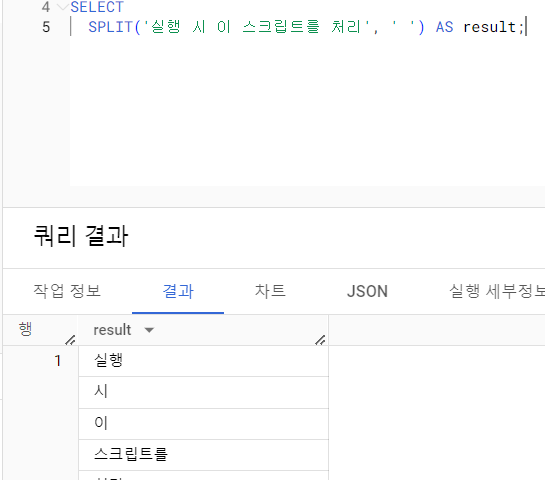 4 SELECT
5 SPLIT('실행 시 이 스크립트를 처리', ' ') AS result;
쿼리 결과
작업 정보 결과 차트 JSON 실행 세부정보
행 result
1 실행
시
이
스크립트를